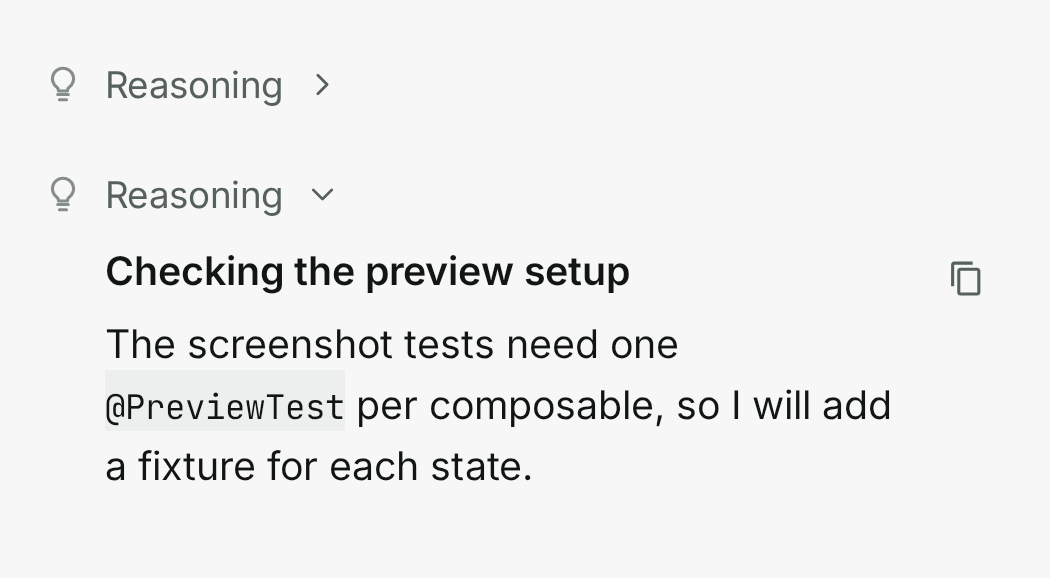 Reasoning
Reasoning
Checking the preview setup
The screenshot tests need one
@PreviewTest per composable, so I will add
a fixture for each state.